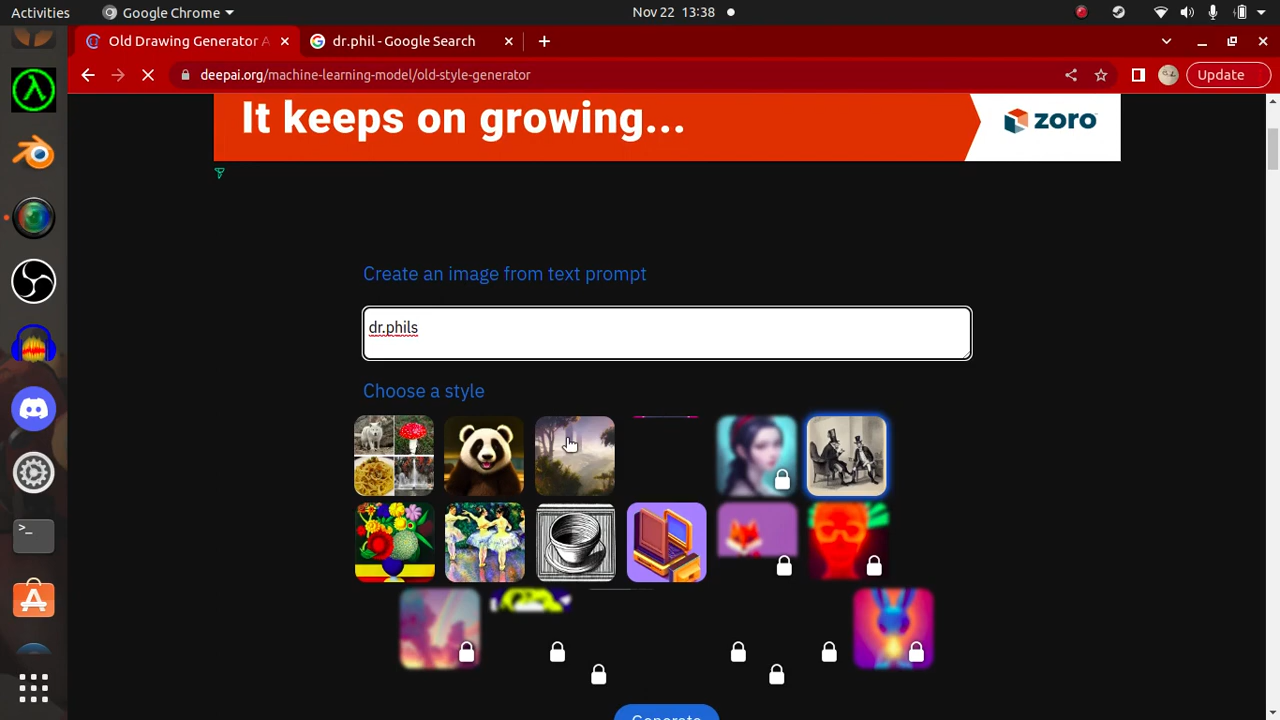 Activities
Google Chrome
Nov 22 13:38
Old Drawing Generator A
dr.phil - Google Search
deepai.org/machine-learning-model/old-style-generator
Update
It keeps on growing...
zoro
Create an image from text prompt
dr.phils
Choose a style
Generate